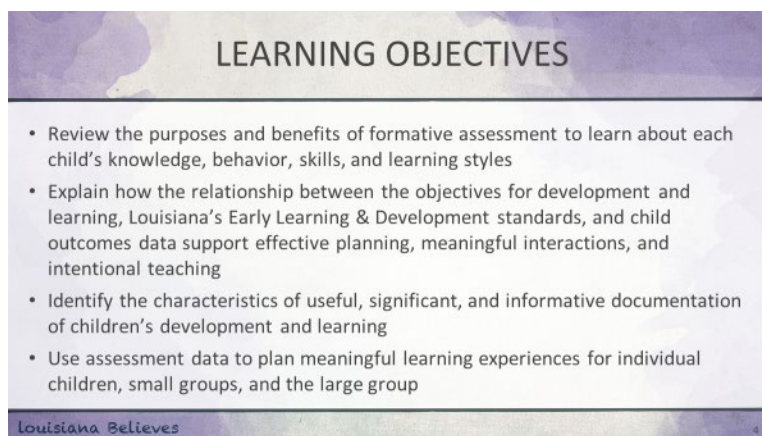 LEARNING OBJECTIVES
• Review the purposes and benefits of formative assessment to learn about each
child’s knowledge, behavior, skills, and learning styles
• Explain how the relationship between the objectives for development and
learning, Louisiana’s Early Learning & Development standards, and child
outcomes data support effective planning, meaningful interactions, and
intentional teaching
• Identify the characteristics of useful, significant, and informative documentation
of children’s development and learning
• Use assessment data to plan meaningful learning experiences for individual
children, small groups, and the large group
Louisiana Believes
4